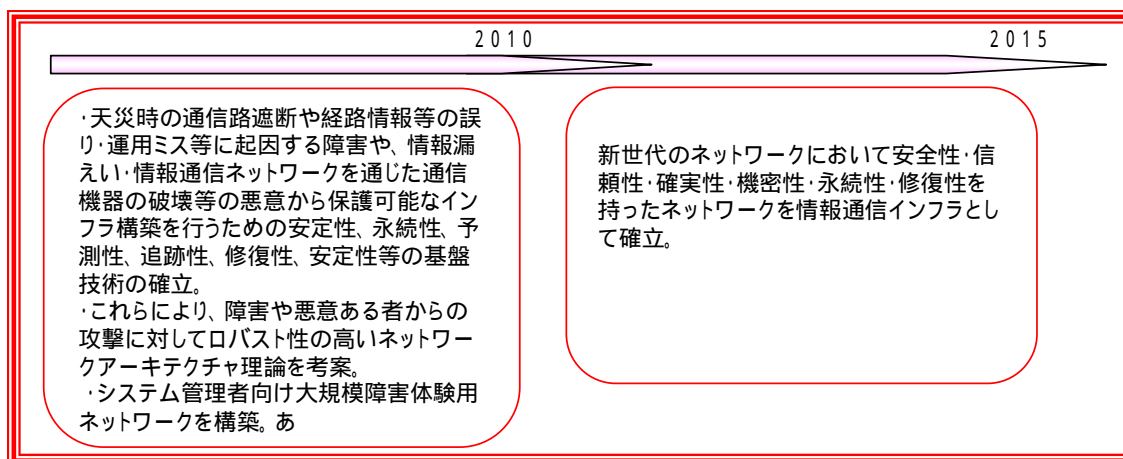 2010
2015
・天災時の通信路遮断や経路情報等の誤
り・運用ミス等に起因する障害や、情報漏
えい・情報通信ネットワークを通じた通信
機器の破壊等の悪意から保護可能なイン
フラ構築を行うための安定性、永続性、予
測性、追跡性、修復性、安定性等の基盤
技術の確立。
・これらにより、障害や悪意ある者からの
攻撃に対してロバスト性の高いネットワー
クアーキテクチャ理論を考案。
・システム管理者向け大規模障害体験用
ネットワークを構築。あ
新世代のネットワークにおいて安全性・信
頼性・確実性・機密性・永続性・修復性を
持ったネットワークを情報通信インフラとし
て確立。